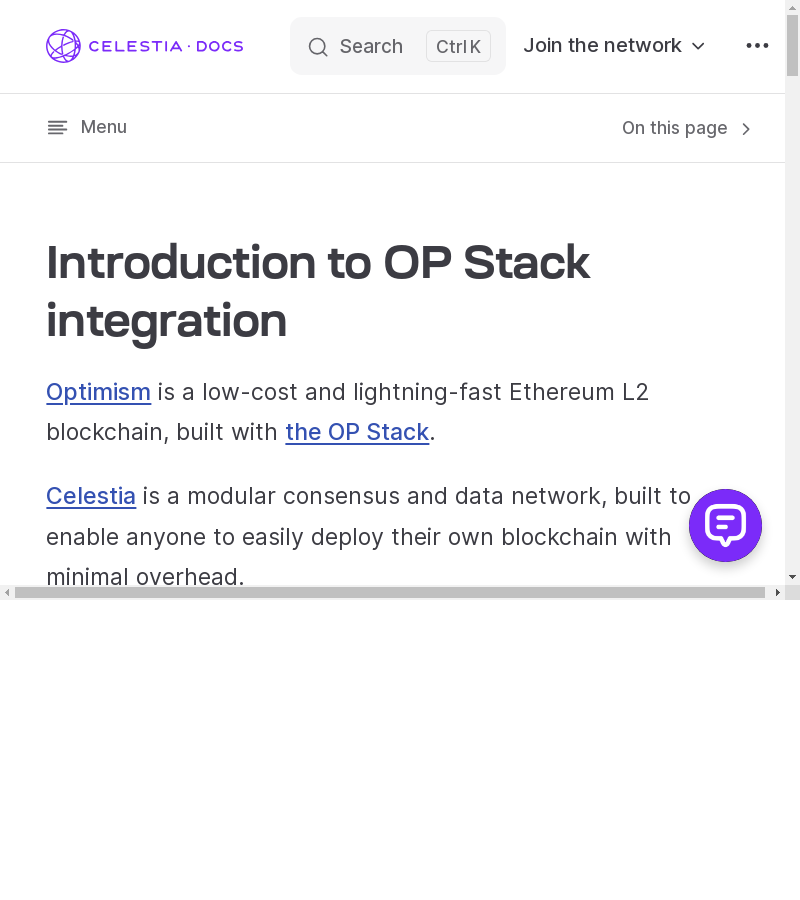 CELESTIA · DOCS
Search
Ctrl K
Join the network
Menu
On this page
Introduction to OP Stack
integration
Optimism is a low-cost and lightning-fast Ethereum L2
blockchain, built with the OP Stack.
Celestia is a modular consensus and data network, built to
enable anyone to easily deploy their own blockchain with
minimal overhead.